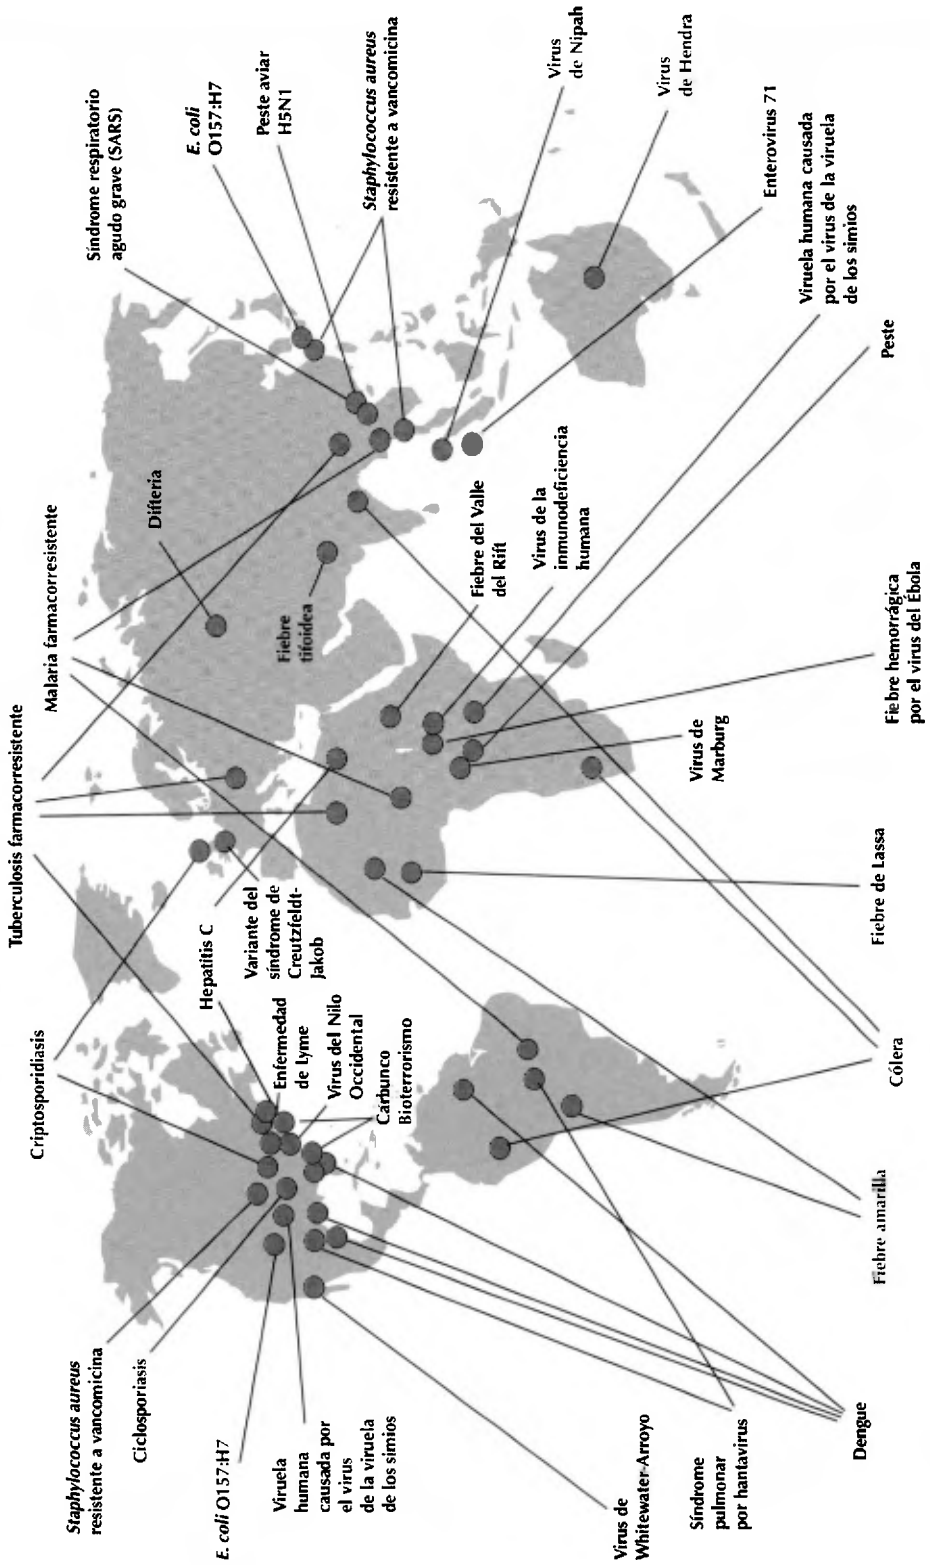 Tuberculosis farmacorresistente
Malaria farmacorresistente
Criptosporidiasis
Difteria
Síndrome respiratorio
agudo grave (SARS)
E. coli
O157:H7
Peste aviar
H5N1
Staphylococcus aureus
resistente a vancomicina
Virus
de Nipah
Virus
de Hendra
Enterovirus 71
Viruela humana causada
por el virus de la viruela
de los simios
Peste
Hepatitis C
Variante del
síndrome de
Creutzfeldt-
Jakob
Enfermedad
de Lyme
Virus del Nilo
Occidental
Carbunco
Bioterrorismo
Fiebre
tifoidea
Fiebre del Valle
del Rift
Virus de la
inmunodeficiencia
humana
Staphylococcus aureus
resistente a vancomicina
Ciclosporiasis
E. coli O157:H7
Viruela
humana
causada por
el virus
de la viruela
de los simios
Virus de
Whitewater-Arroyo
Síndrome
pulmonar
por hantavirus
Dengue
Fiebre amarilla
Cólera
Fiebre de Lassa
Virus de
Marburg
Fiebre hemorrágica
por el virus del Ébola